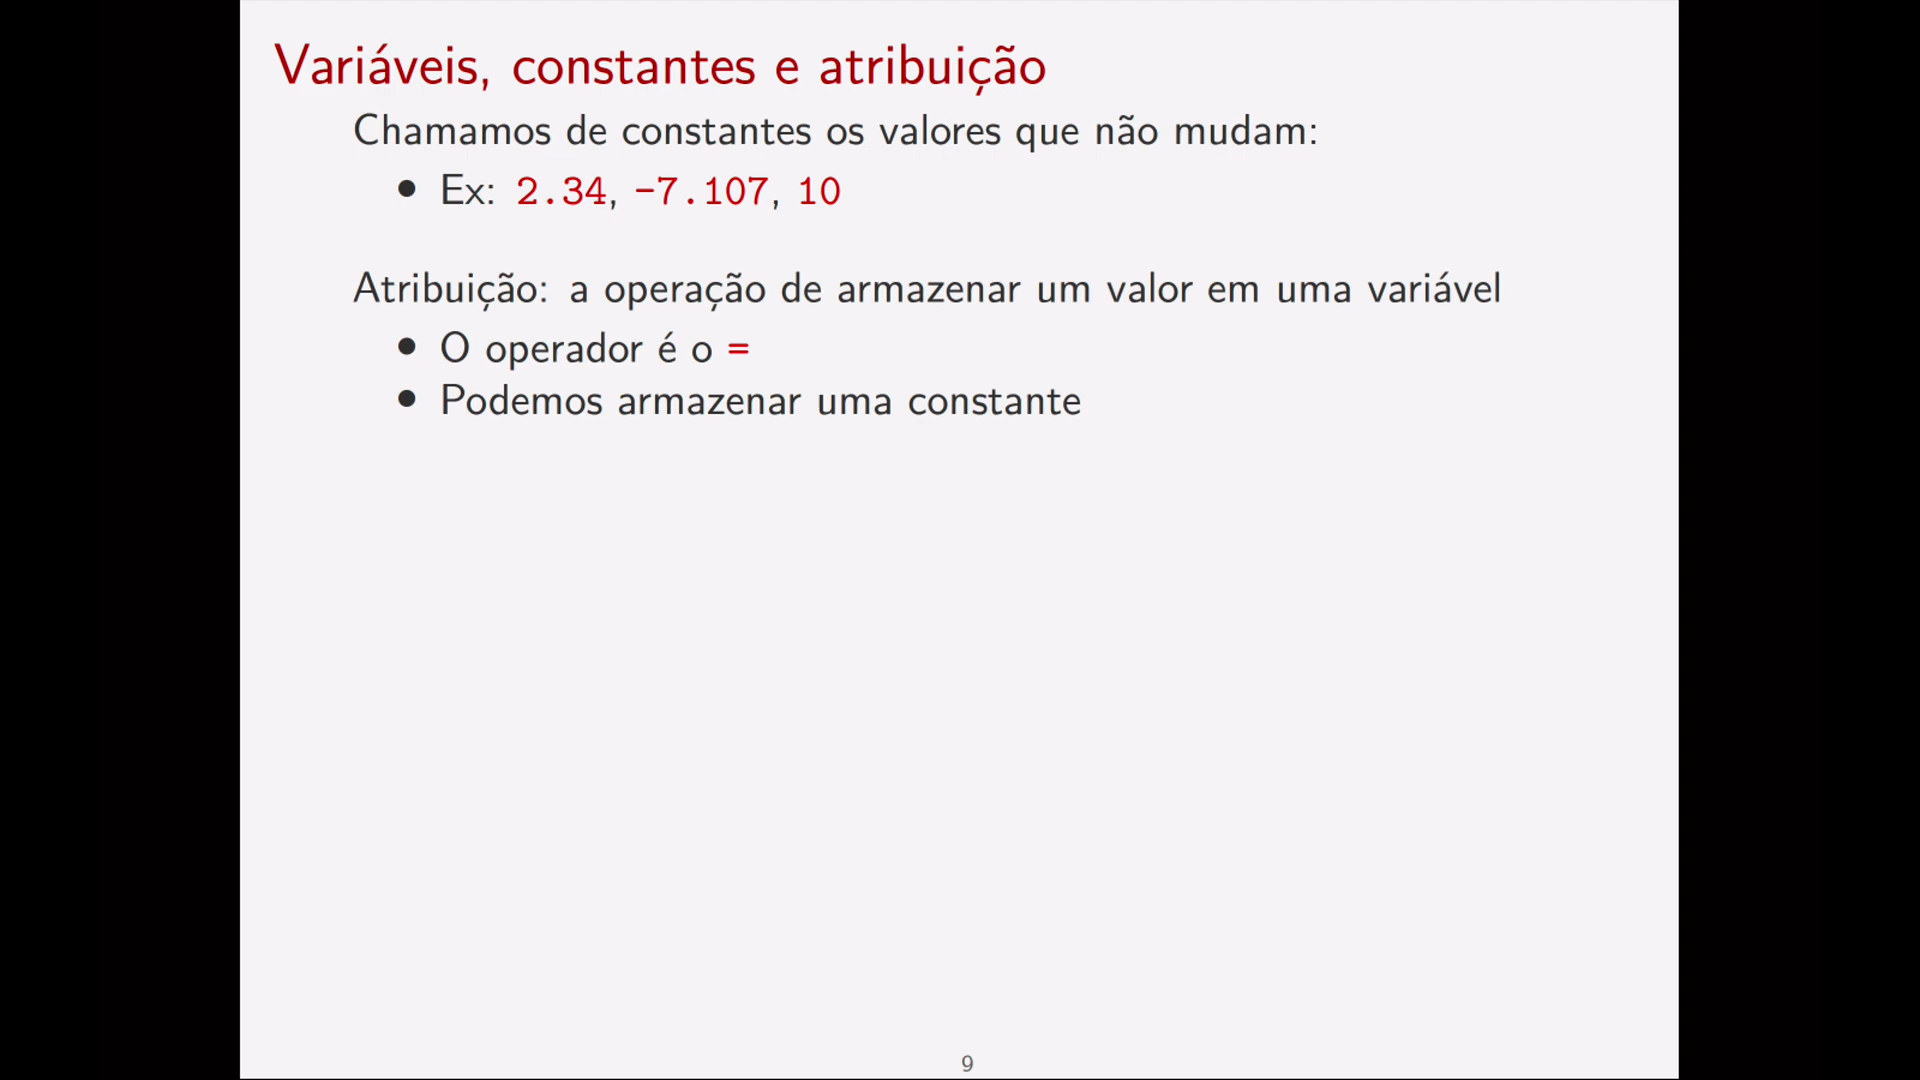 Variáveis, constantes e atribuição
Chamamos de constantes os valores que não mudam:
• Ex: 2.34, -7.107, 10
Atribuição: a operação de armazenar um valor em uma variável
• O operador é o =
• Podemos armazenar uma constante
9